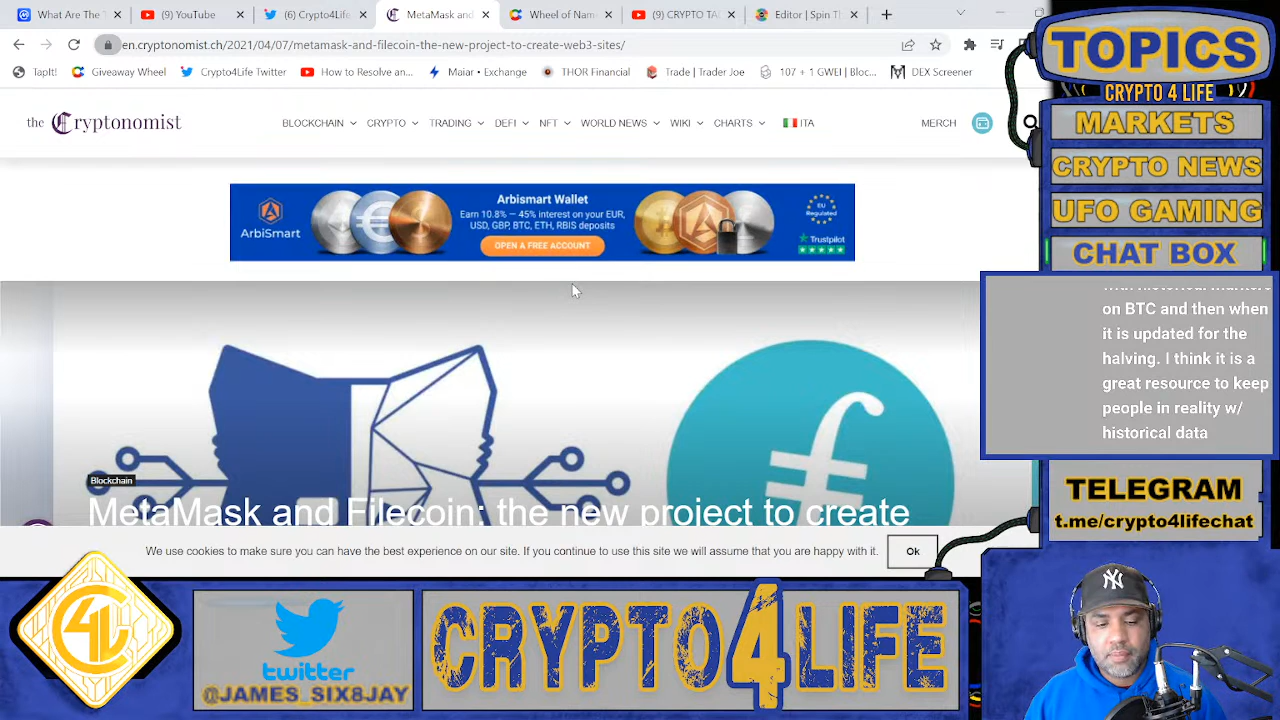 What Are The
(9) YouTube
(6) Crypto4Life
MetaMask and
Wheel of Nam
(9) CRYPTO TA
Editor | Spin Th
en.cryptonomist.ch/2021/04/07/metamask-and-filecoin-the-new-project-to-create-web3-sites/
TapIt!
Giveaway Wheel
Crypto4Life Twitter
How to Resolve an...
Maiar • Exchange
THOR Financial
Trade | Trader Joe
107 + 1 GWEI | Bloc...
DEX Screener
the Cryptonomist
BLOCKCHAIN
CRYPTO
TRADING
DEFI
NFT
WORLD NEWS
WIKI
CHARTS
ITA
MERCH
ArbiSmart
Arbismart Wallet
Earn 10.8% — 45% interest on your EUR,
USD, GBP, BTC, ETH, RBIS deposits
OPEN A FREE ACCOUNT
EU
Regulated
Trustpilot
Blockchain
MetaMask and Filecoin: the new project to create
We use cookies to make sure you can have the best experience on our site. If you continue to use this site we will assume that you are happy with it.
Ok
TOPICS
CRYPTO 4 LIFE
MARKETS
CRYPTO NEWS
UFO GAMING
CHAT BOX
with historical markers
on BTC and then when
it is updated for the
halving. I think it is a
great resource to keep
people in reality w/
historical data
TELEGRAM
t.me/crypto4lifechat
C4L
twitter
@JAMES_SIX8JAY
CRYPTO4LIFE